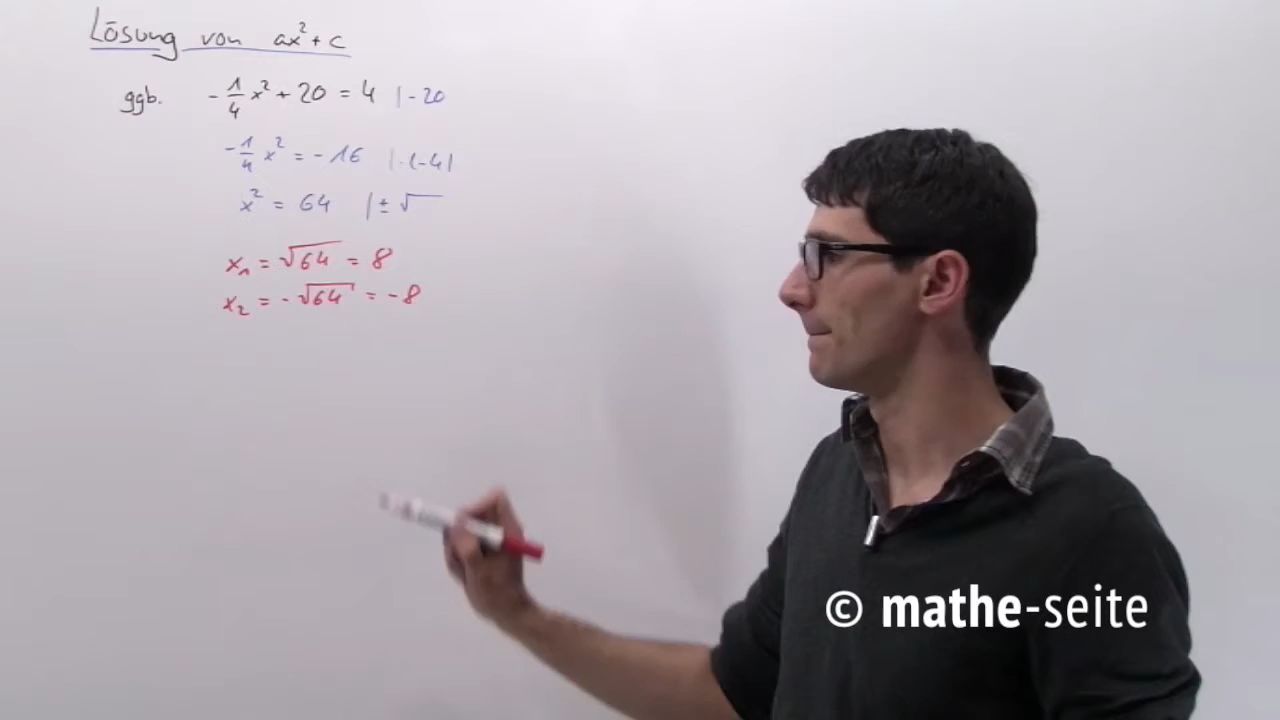 Lösung von ax² + c
ggb. -1/4 x² + 20 = 4 | -20
-1/4 x² = -16 | ·(-4)
x² = 64 | ± √
x₁ = √64 = 8
x₂ = -√64 = -8
© mathe-seite